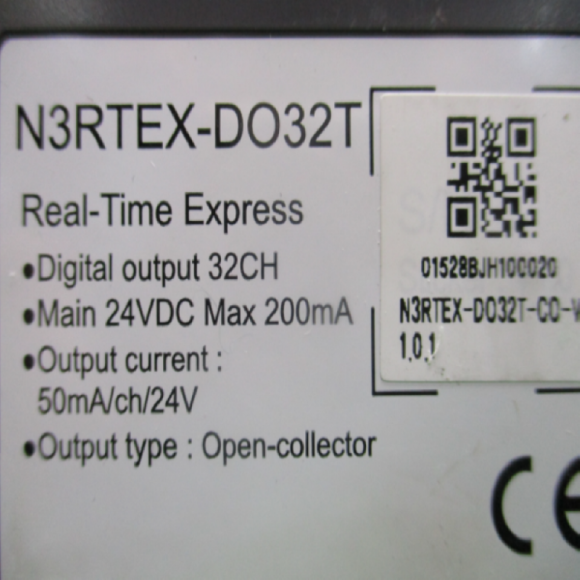 N3RTEX-DO32T
Real-Time Express
•Digital output 32CH
•Main 24VDC Max 200mA
•Output current :
50mA/ch/24V
•Output type : Open-collector
01528BJH100020
N3RTEX-DO32T-CO-
1.0.1
CE